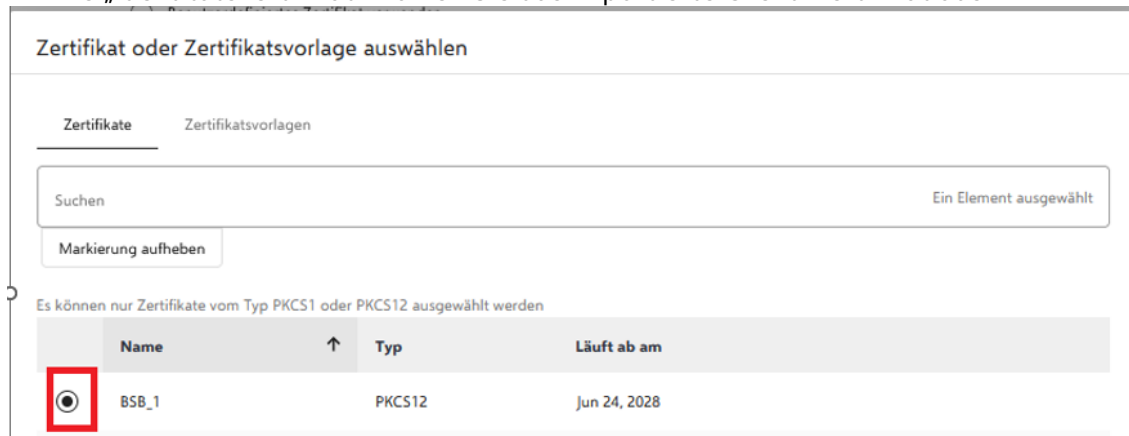 Zertifikat oder Zertifikatsvorlage auswählen
Zertifikate Zertifikatsvorlagen
Suchen Ein Element ausgewählt
Markierung aufheben
Es können nur Zertifikate vom Typ PKCS1 oder PKCS12 ausgewählt werden
Name ↑ Typ Läuft ab am
BSB_1 PKCS12 Jun 24, 2028